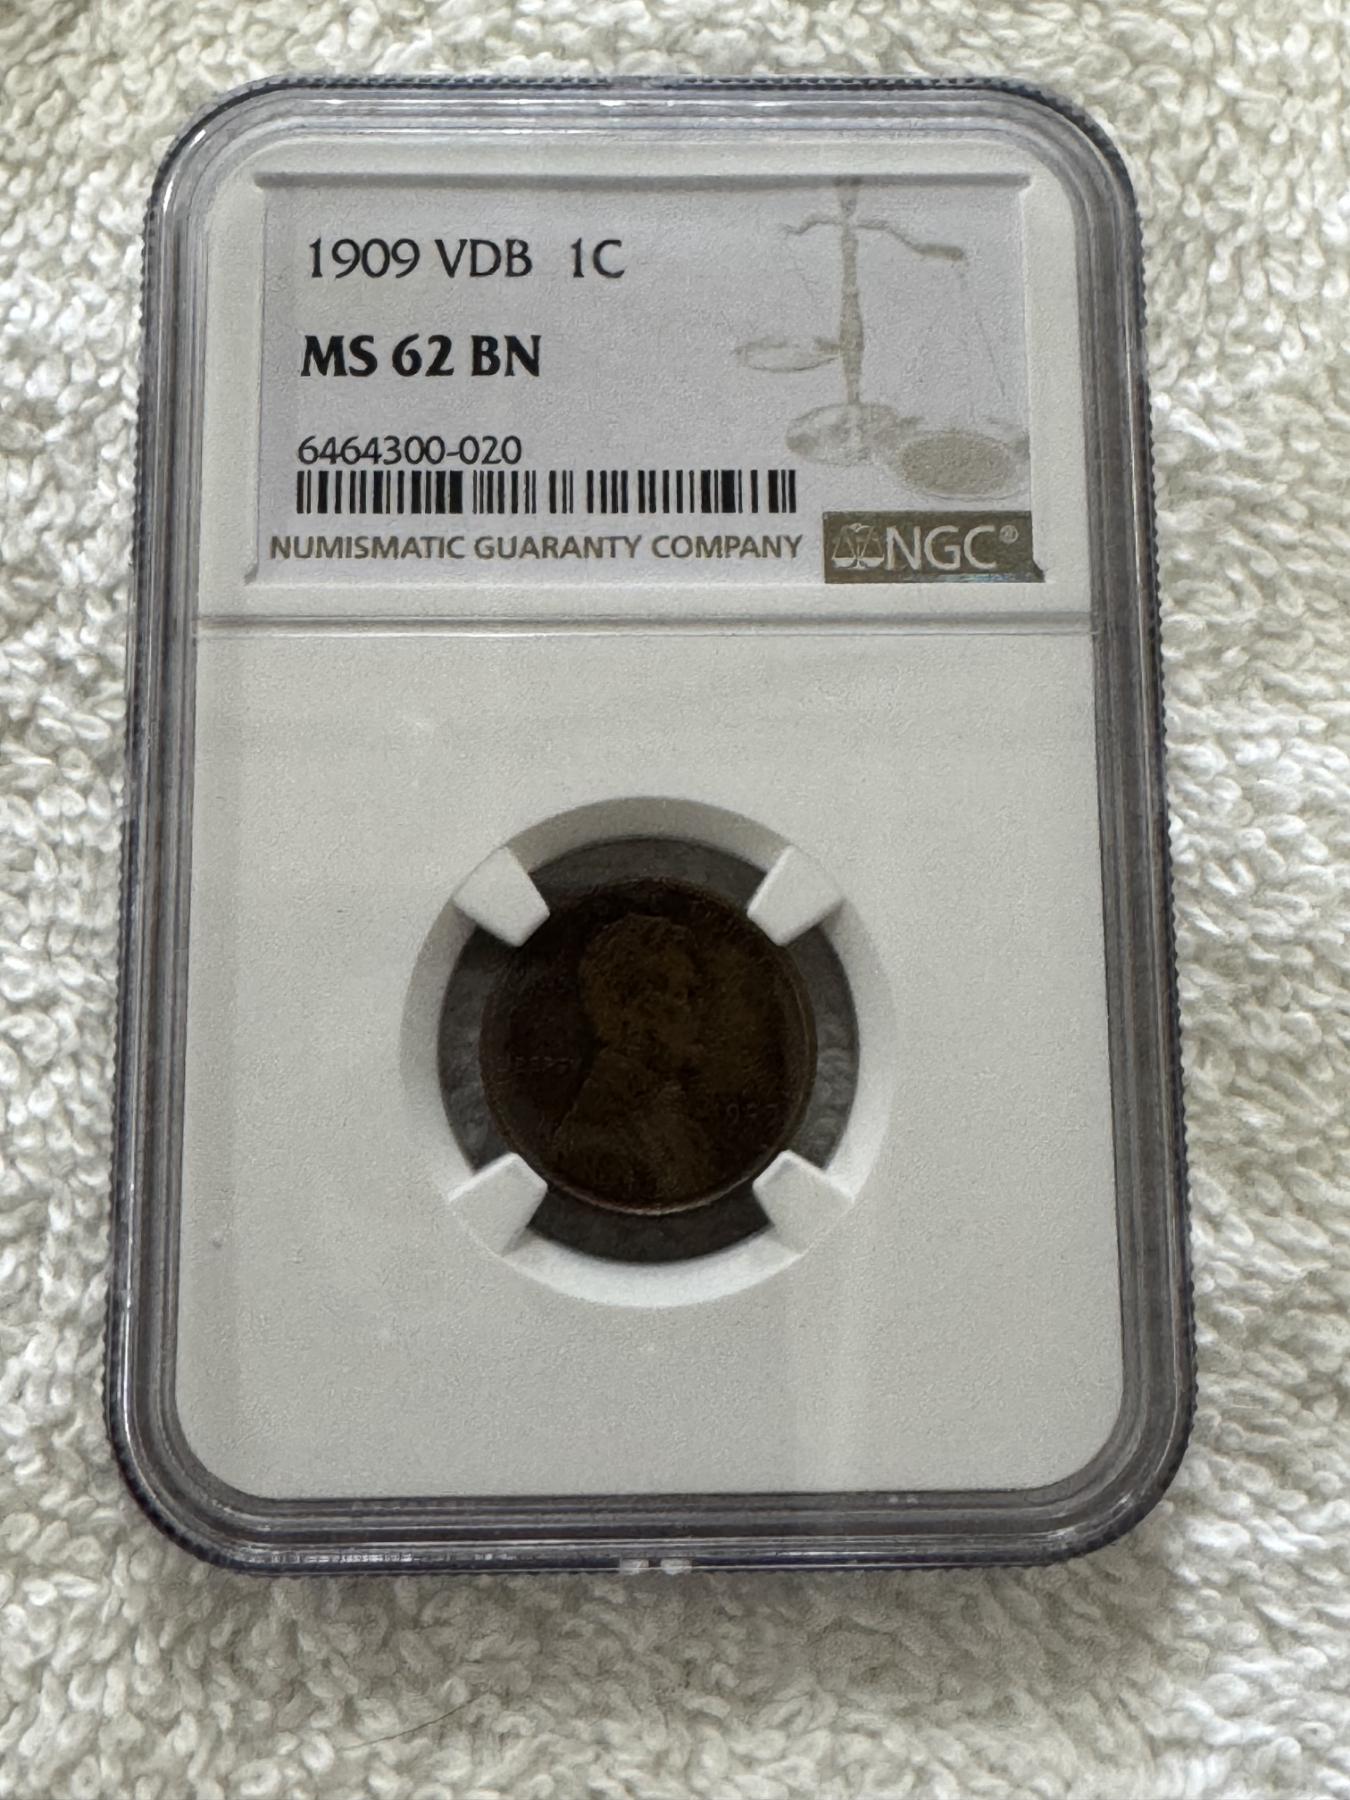 1909 VDB 1C
MS 62 BN
6464300-020
NUMISMATIC GUARANTY COMPANY
NGC®